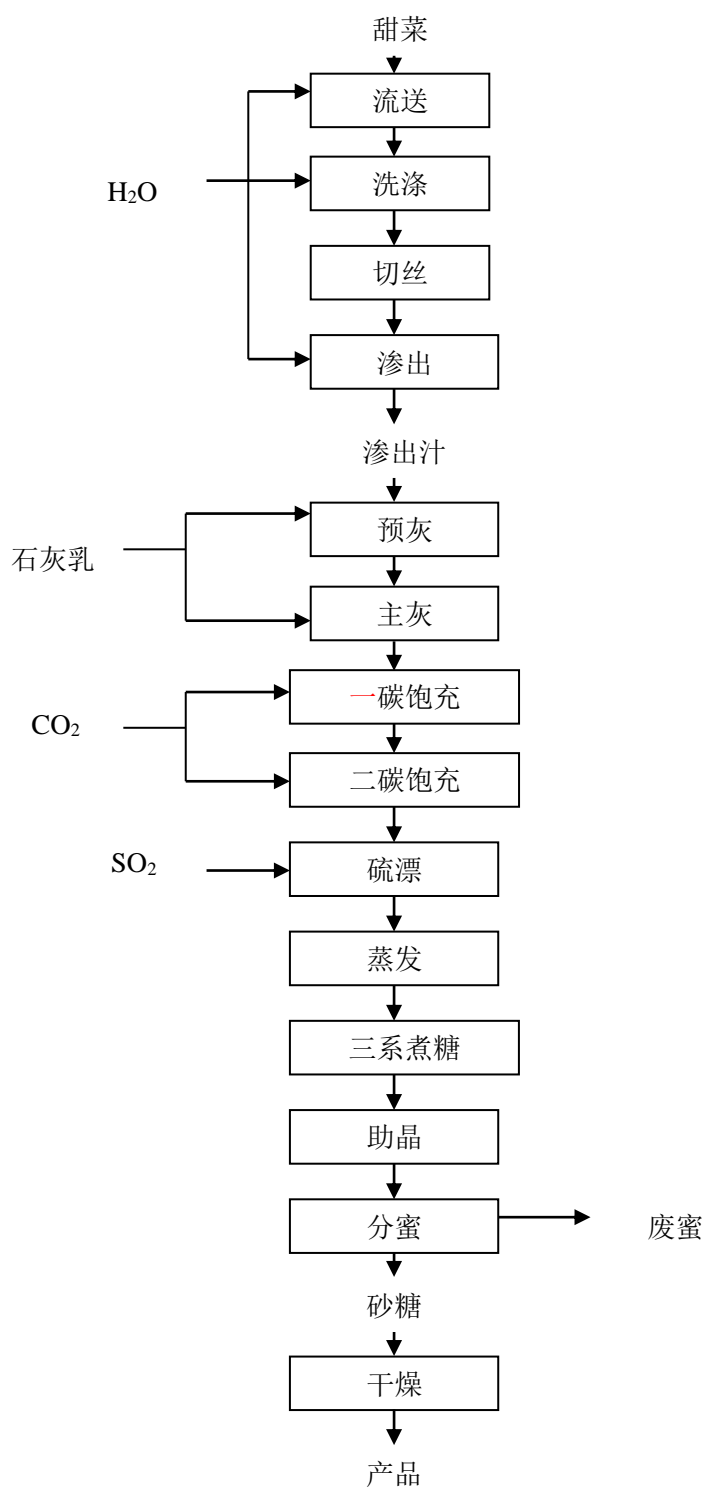 甜菜
流送
H₂O
洗涤
切丝
渗出
渗出汁
预灰
石灰乳
主灰
一碳饱充
CO₂
二碳饱充
SO₂
硫漂
蒸发
三系煮糖
助晶
分蜜
废蜜
砂糖
干燥
产品